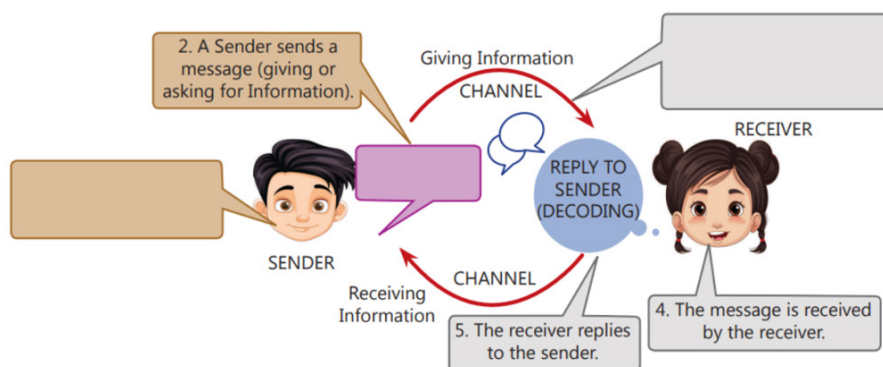 2. A Sender sends a
message (giving or
asking for Information).
Giving Information
CHANNEL
RECEIVER
REPLY TO
SENDER
(DECODING)
SENDER
CHANNEL
Receiving
Information
4. The message is received
by the receiver.
5. The receiver replies
to the sender.